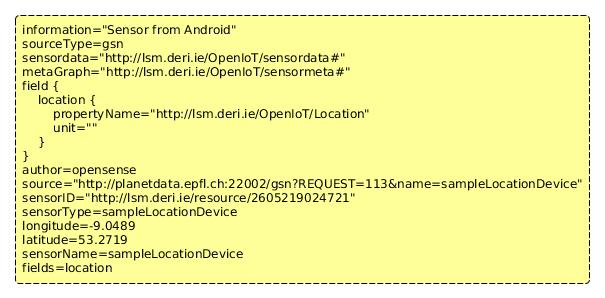 information="Sensor from Android"
sourceType=gsn
sensordata="http://lsm.deri.ie/OpenIoT/sensordata#"
metaGraph="http://lsm.deri.ie/OpenIoT/sensormeta#"
field {
    location {
        propertyName="http://lsm.deri.ie/OpenIoT/Location"
        unit=""
    }
}
author=opensense
source="http://planetdata.epfl.ch:22002/gsn?REQUEST=113&name=sampleLocationDevice"
sensorID="http://lsm.deri.ie/resource/2605219024721"
sensorType=sampleLocationDevice
longitude=-9.0489
latitude=53.2719
sensorName=sampleLocationDevice
fields=location